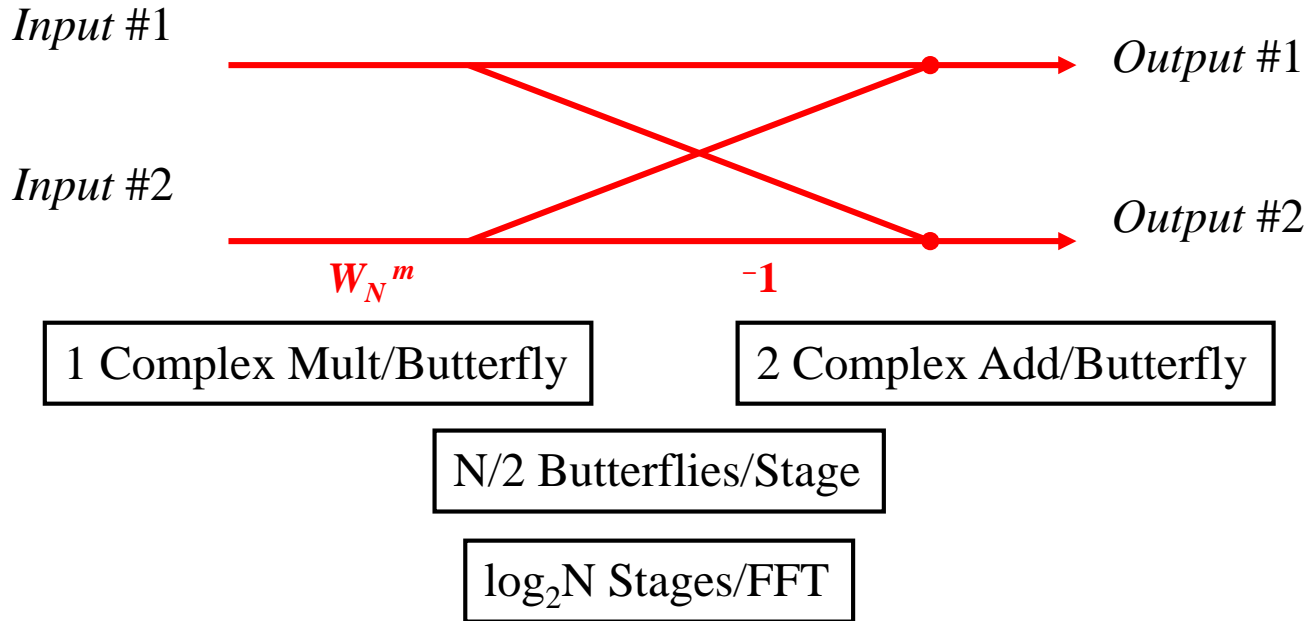 Input #1
Output #1
Input #2
Output #2
W_N^m
-1
1 Complex Mult/Butterfly
2 Complex Add/Butterfly
N/2 Butterflies/Stage
log₂N Stages/FFT